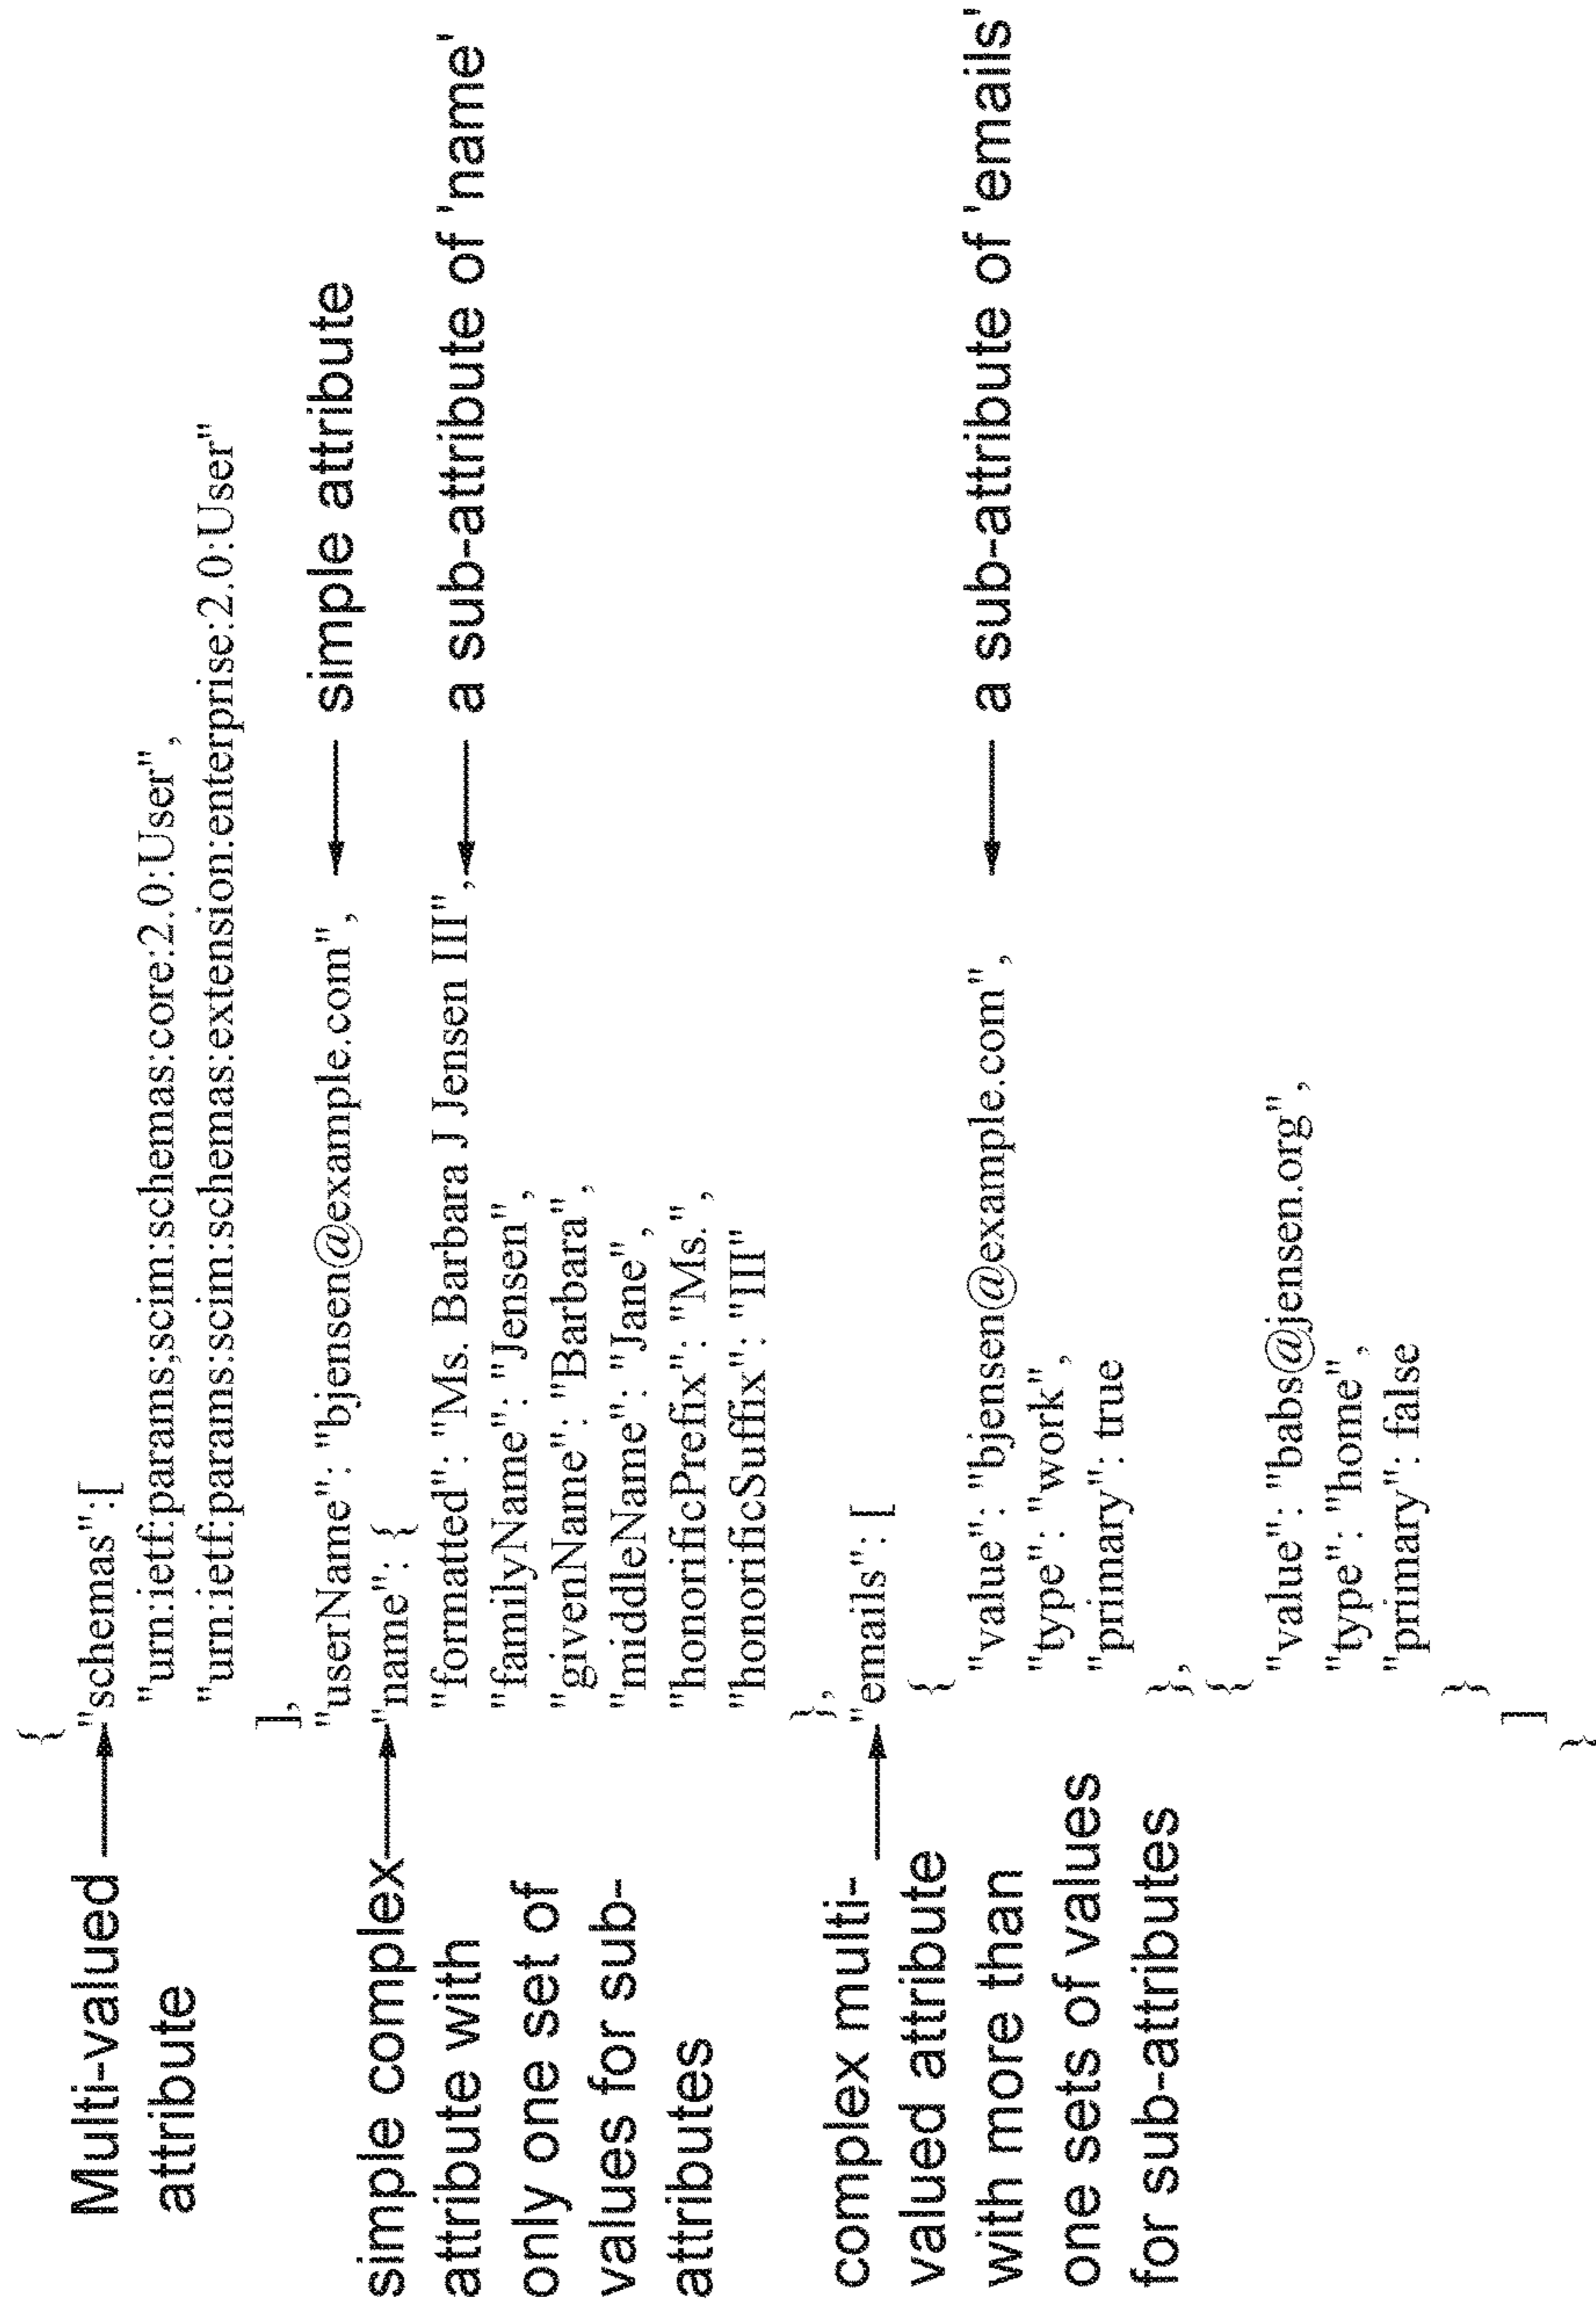 {
Multi-valued "schemas":[
attribute "urn:ietf:params;scim:schemas:core:2.0:User",
"urn:ietf:params:scim:schemas:extension:enterprise:2.0:User"
],
"userName": "bjensen@example.com", simple attribute
simple complex "name": {
attribute with "formatted": "Ms. Barbara J Jensen III", a sub-attribute of 'name'
only one set of "familyName": "Jensen",
"givenName": "Barbara",
values for sub- "middleName": "Jane",
attributes "honorificPrefix": "Ms.",
"honorificSuffix": "III"
},
complex multi- "emails": [
valued attribute {
with more than "value": "bjensen@example.com", a sub-attribute of 'emails'
one sets of values "type": "work",
"primary": true
for sub-attributes },
{
"value": "babs@jensen.org",
"type": "home",
"primary": false
}
]
}